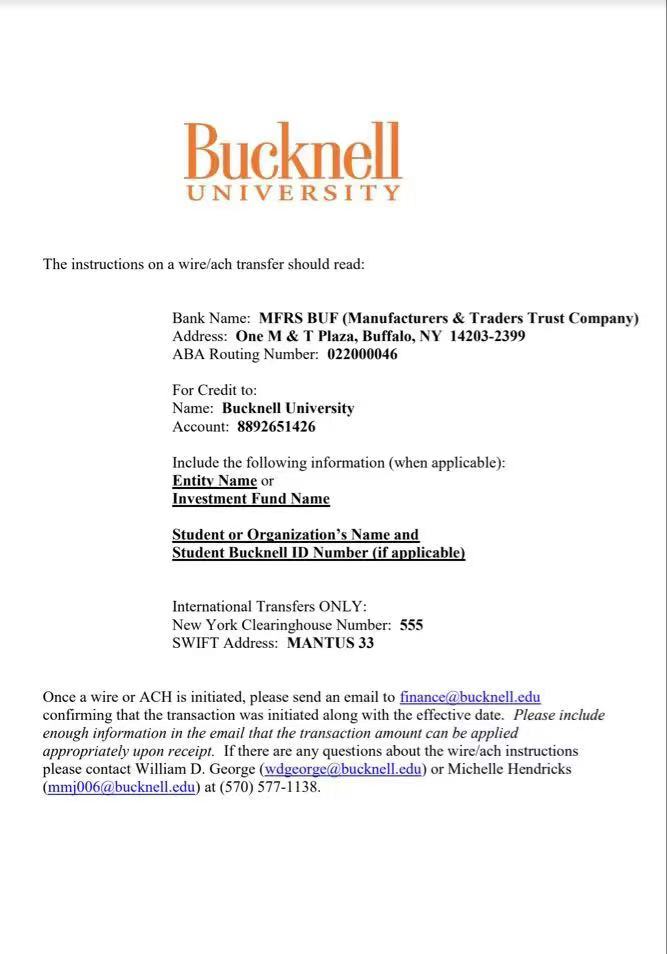 Bucknell
UNIVERSITY
The instructions on a wire/ach transfer should read:
Bank Name: MFRS BUF (Manufacturers & Traders Trust Company)
Address: One M & T Plaza, Buffalo, NY 14203-2399
ABA Routing Number: 022000046
For Credit to:
Name: Bucknell University
Account: 8892651426
Include the following information (when applicable):
Entity Name or
Investment Fund Name
Student or Organization's Name and
Student Bucknell ID Number (if applicable)
International Transfers ONLY:
New York Clearinghouse Number: 555
SWIFT Address: MANTUS 33
Once a wire or ACH is initiated, please send an email to finance@bucknell.edu
confirming that the transaction was initiated along with the effective date. Please include
enough information in the email that the transaction amount can be applied
appropriately upon receipt. If there are any questions about the wire/ach instructions
please contact William D. George (wdgeorge@bucknell.edu) or Michelle Hendricks
(mmj006@bucknell.edu) at (570) 577-1138.